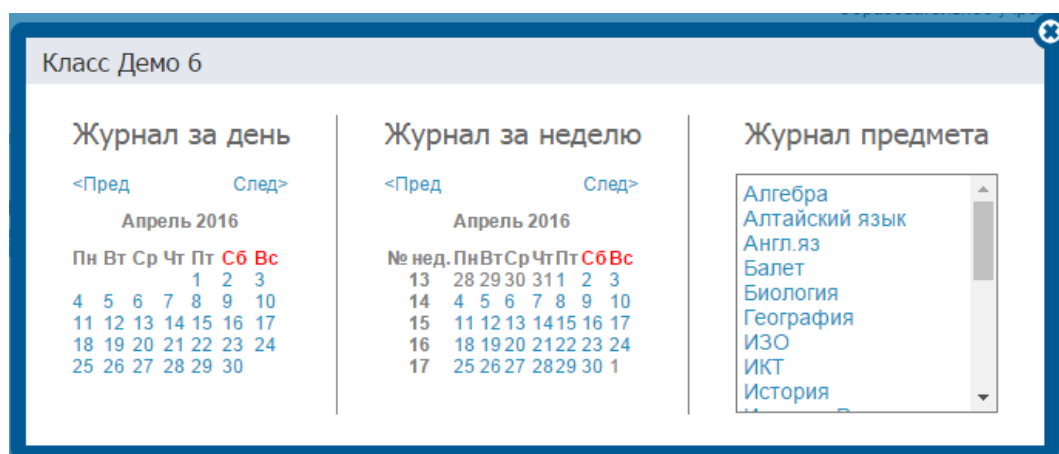 Класс Демо 6
Журнал за день
<Пред След>
Апрель 2016
Пн Вт Ср Чт Пт Сб Вс
1 2 3
4 5 6 7 8 9 10
11 12 13 14 15 16 17
18 19 20 21 22 23 24
25 26 27 28 29 30
Журнал за неделю
<Пред След>
Апрель 2016
№ нед. Пн Вт Ср Чт Пт Сб Вс
13 28 29 30 31 1 2 3
14 4 5 6 7 8 9 10
15 11 12 13 14 15 16 17
16 18 19 20 21 22 23 24
17 25 26 27 28 29 30 1
Журнал предмета
Алгебра
Алтайский язык
Англ.яз
Балет
Биология
География
ИЗО
ИКТ
История